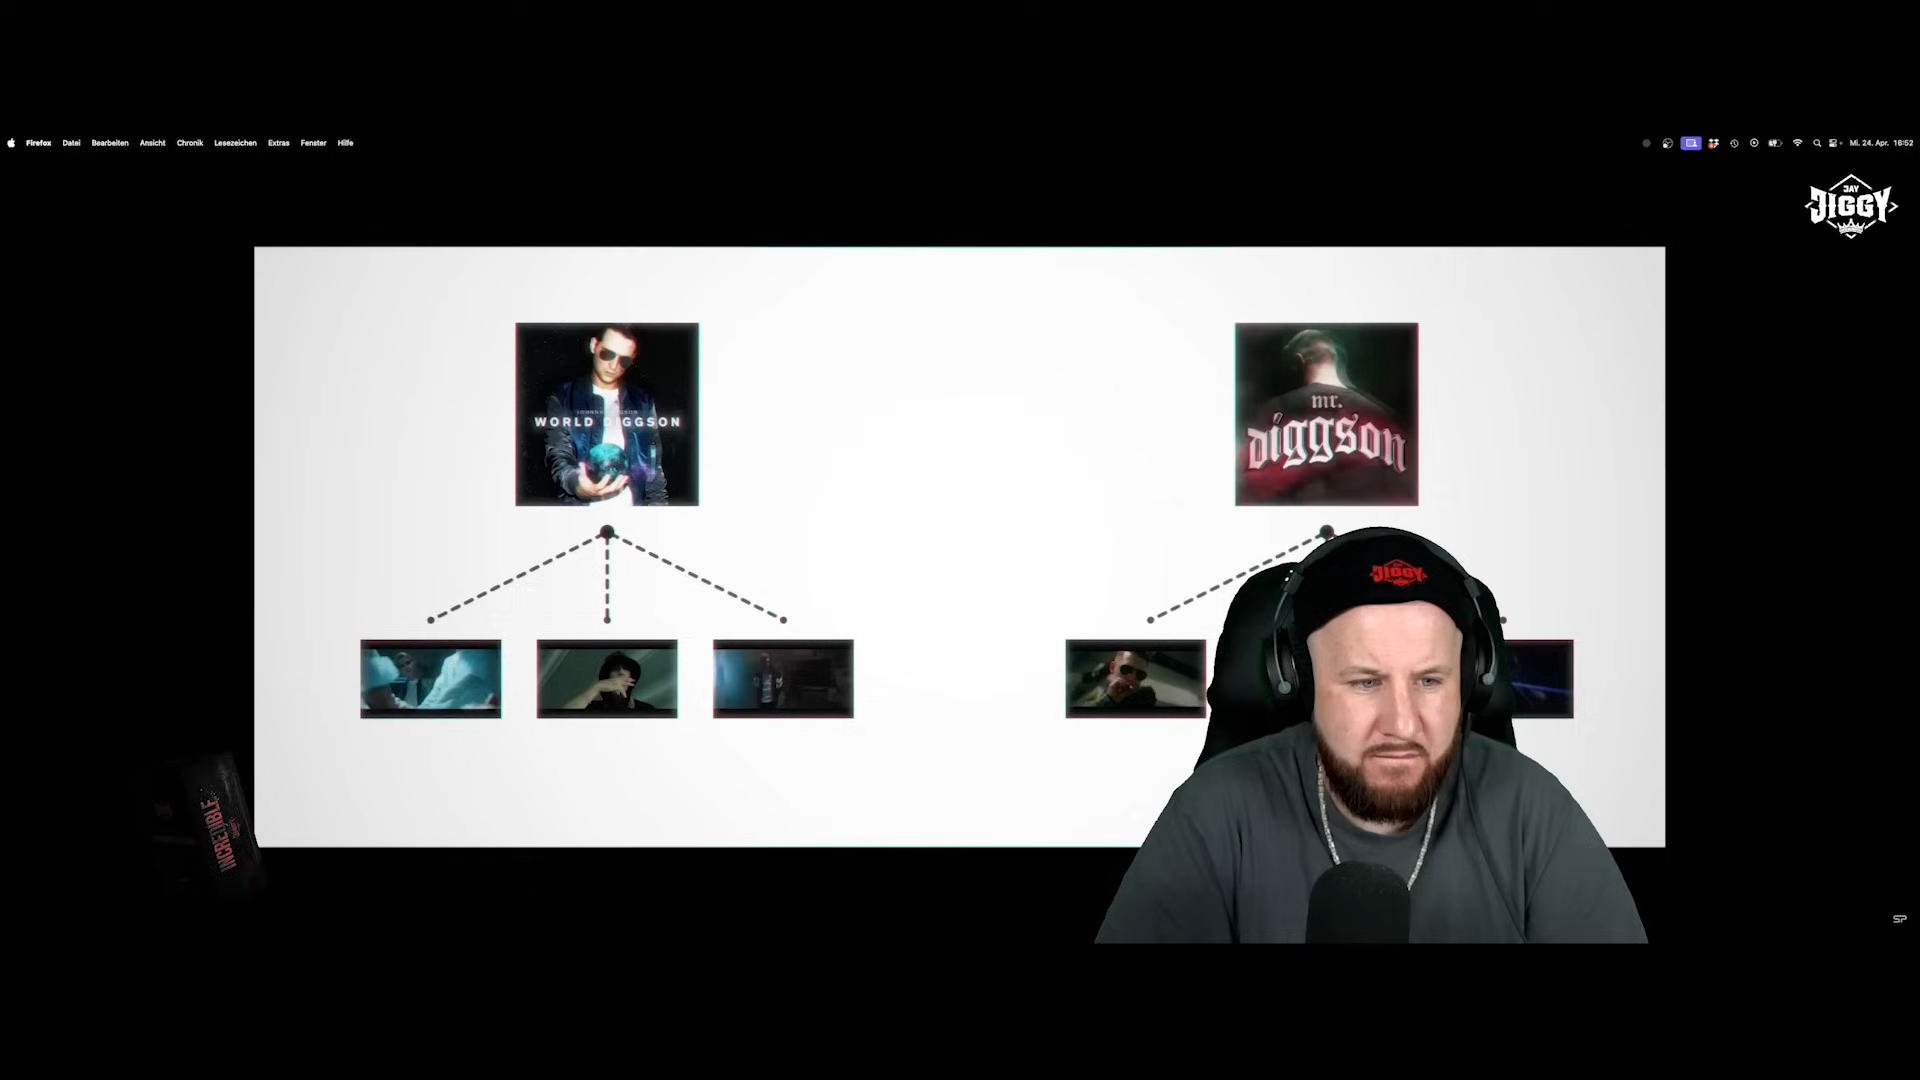 Firefox Datei Bearbeiten Ansicht Chronik Lesezeichen Extras Fenster Hilfe
Mi. 24. Apr. 16:52
JAY
JIGGY
WORLD DIGGSON
mr.
diggson
JIGGY
INCREDIBLE
SP